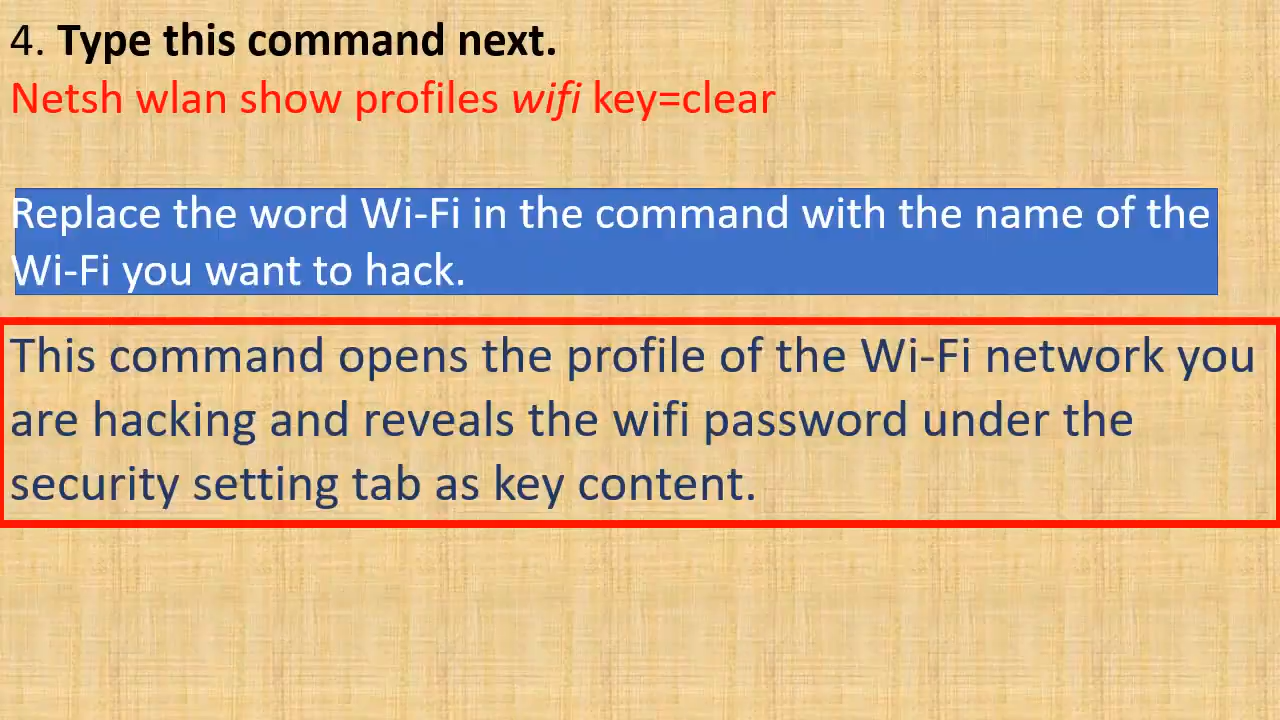 4. Type this command next.
Netsh wlan show profiles wifi key=clear
Replace the word Wi-Fi in the command with the name of the
Wi-Fi you want to hack.
This command opens the profile of the Wi-Fi network you
are hacking and reveals the wifi password under the
security setting tab as key content.